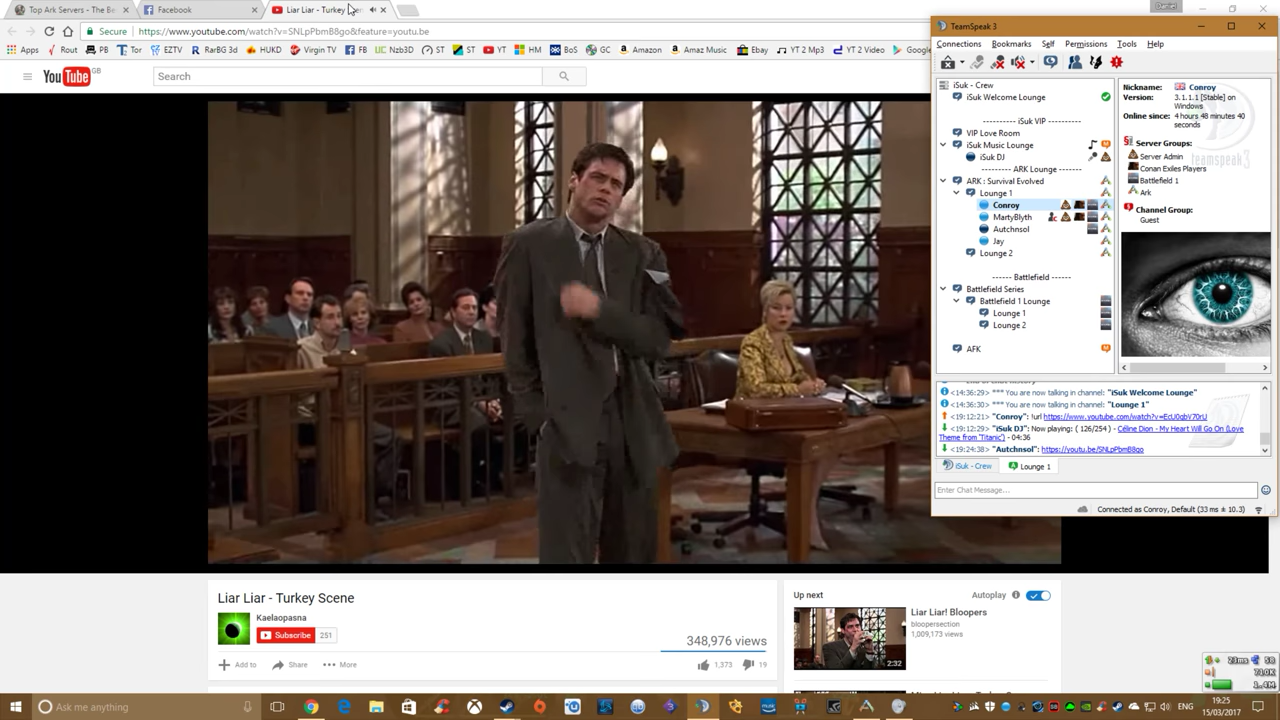 Top Ark Servers - The Be
Facebook
Liar Liar - Turkey
Daniel
Secure
https://www.youtube.com/watch?v=SNLpPbmB8go&feature=youtu.be
Apps
Rout
PB
Tor
EZTV
RarBG 3d
HUKD
Virgin TV
FB
Nzb3D
ST
ST
YT
HM
BoS
GC
Amazon
Amaz Music
Ebay
YT 2 Mp3
YT 2 Video
Google
YouTube GB
Search
TeamSpeak 3
Connections Bookmarks Self Permissions Tools Help
iSuk - Crew
iSuk Welcome Lounge
---------- iSuk VIP ----------
VIP Love Room
iSuk Music Lounge
iSuk DJ
---------- ARK Lounge -------
ARK : Survival Evolved
Lounge 1
Conroy
MartyBlyth
Autchnsol
Jay
Lounge 2
----- Battlefield ----
Battlefield Series
Battlefield 1 Lounge
Lounge 1
Lounge 2
AFK
Nickname: Conroy
Version: 3.1.1.1 [Stable] on
Windows
Online since: 4 hours 48 minutes 40
seconds
Server Groups:
Server Admin
Conan Exiles Players
Battlefield 1
Ark
Channel Group:
Guest
teamspeak 3
<14:36:29> *** You are now talking in channel: "iSuk Welcome Lounge"
<14:36:30> *** You are now talking in channel: "Lounge 1"
<19:12:21> "Conroy": !url https://www.youtube.com/watch?v=EcU0gbY70rU
<19:12:29> "iSuk DJ": Now playing: ( 126/254 ) - Céline Dion - My Heart Will Go On (Love
Theme from 'Titanic') - 04:36
<19:24:38> "Autchnsol": https://youtu.be/SNLpPbmB8go
iSuk - Crew
Lounge 1
Enter Chat Message...
Connected as Conroy, Default (33 ms ± 10.3)
Liar Liar - Turkey Scene
Kaelaopasna
Subscribe 251
348,976 views
Add to
Share
More
1,373
19
Up next
Autoplay
Liar Liar! Bloopers
bloopersection
1,009,173 views
2:32
23ms
58
710K
1.4M
Ask me anything
ENG
19:25
15/03/2017